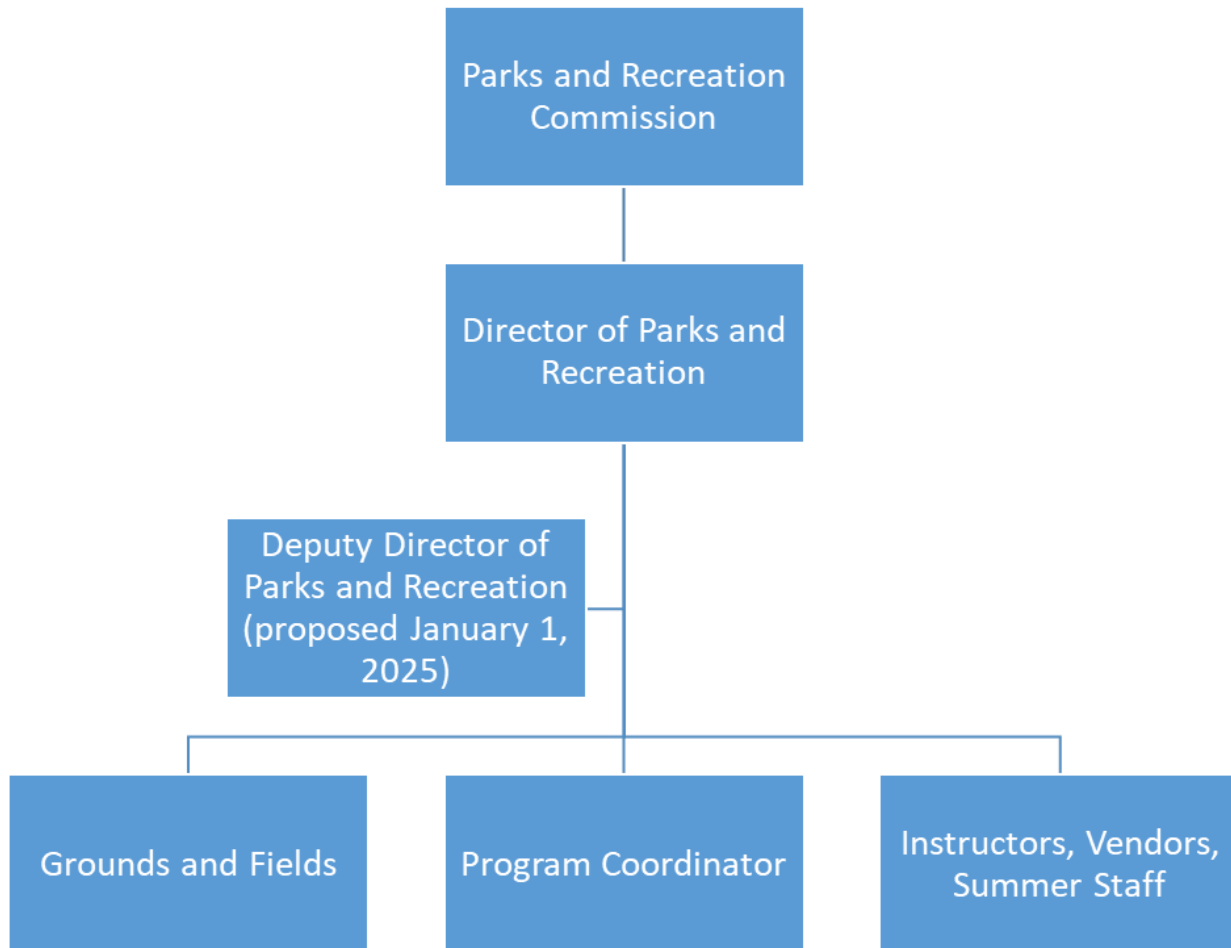 Parks and Recreation
Commission
Director of Parks and
Recreation
Deputy Director of
Parks and Recreation
(proposed January 1,
2025)
Grounds and Fields
Program Coordinator
Instructors, Vendors,
Summer Staff